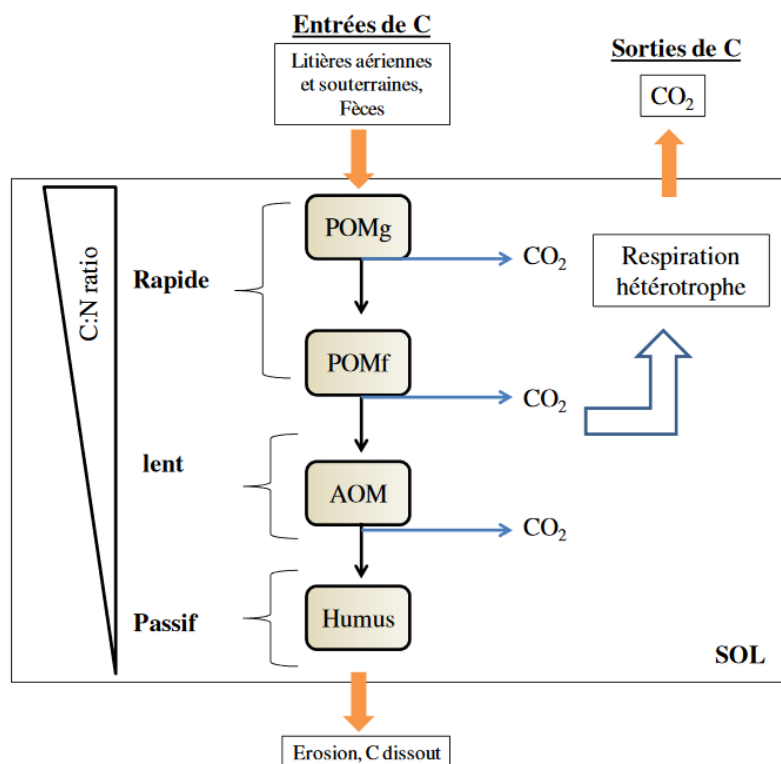 Entrées de C
Litières aériennes
et souterraines,
Fèces
Sorties de C
CO2
C:N ratio
Rapide
POMg
CO2
Respiration
hétérotrophe
POMf
CO2
lent
AOM
CO2
Passif
Humus
SOL
Erosion, C dissout